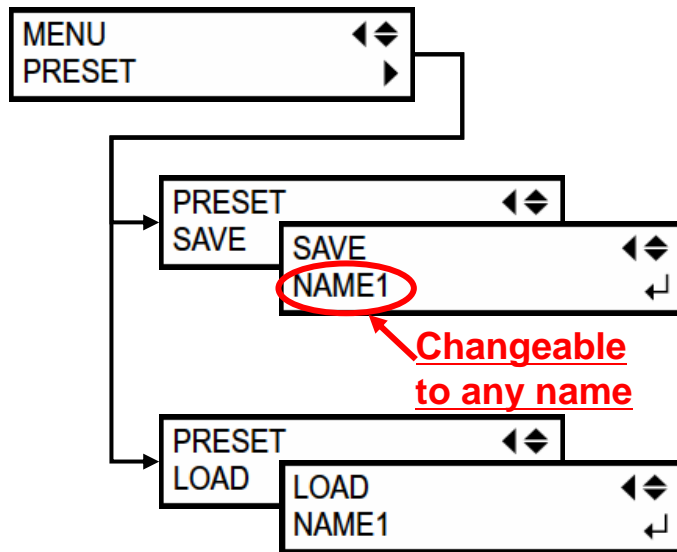 MENU
PRESET
PRESET
SAVE
SAVE
NAME1
Changeable
to any name
PRESET
LOAD
LOAD
NAME1